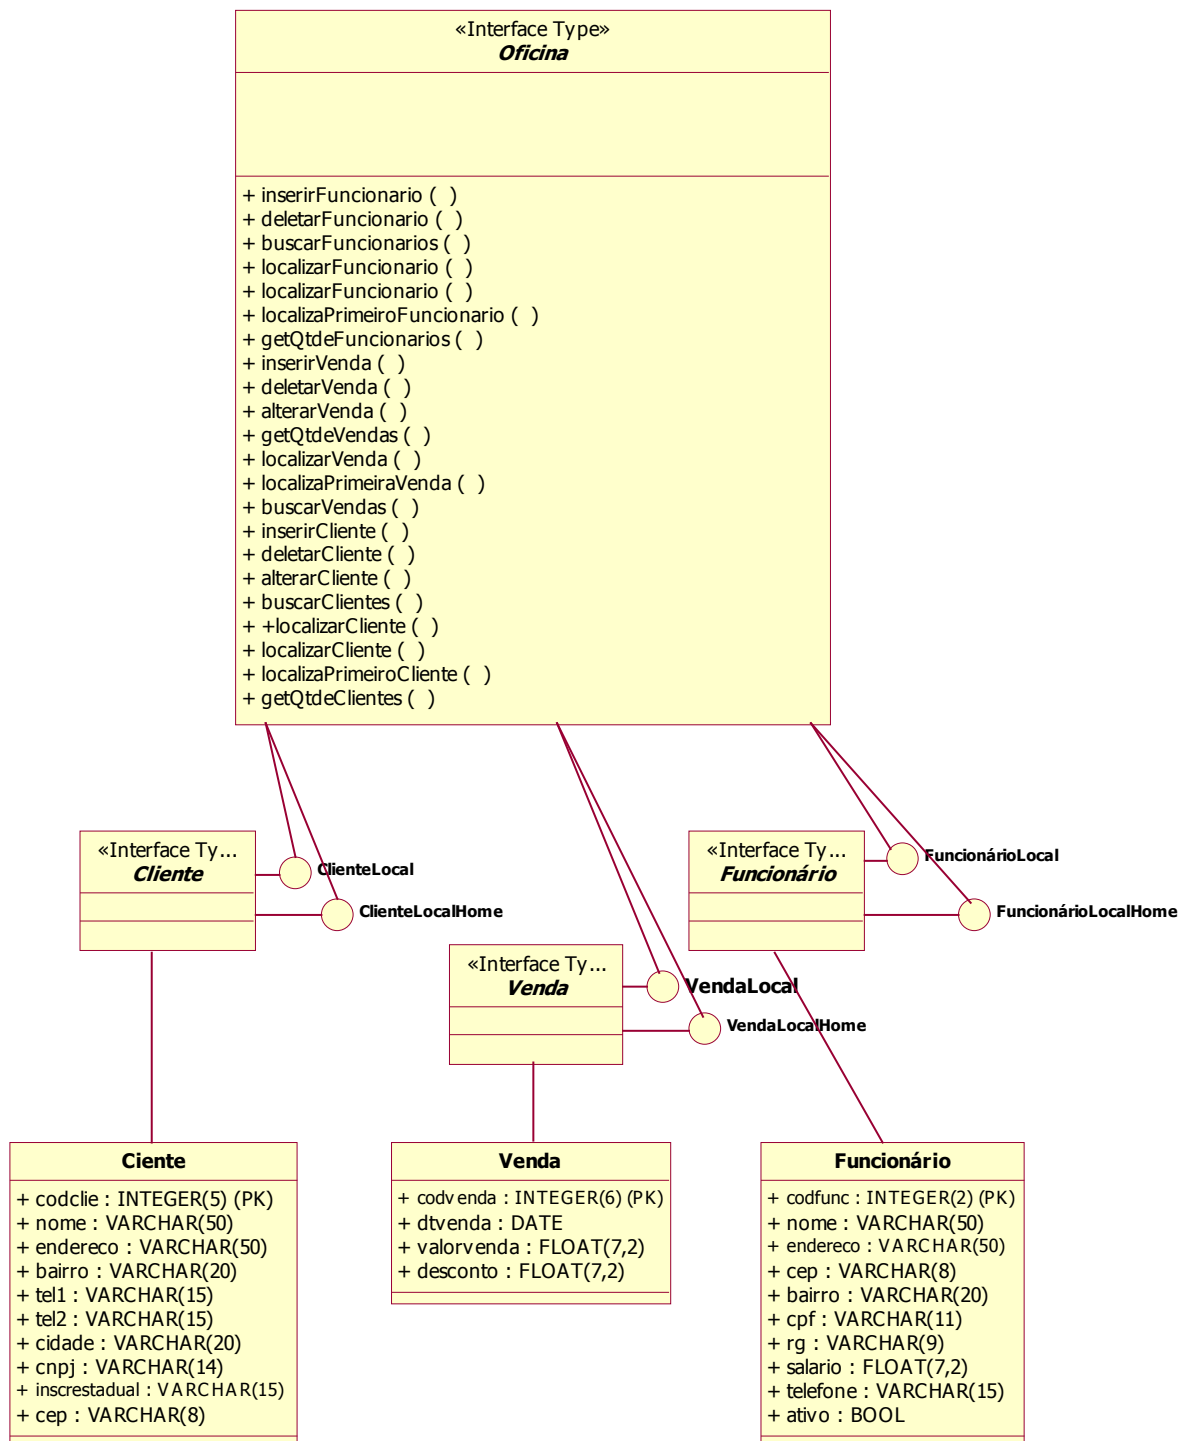 «Interface Type»
Oficina
+ inserirFuncionario ( )
+ deletarFuncionario ( )
+ buscarFuncionarios ( )
+ localizarFuncionario ( )
+ localizarFuncionario ( )
+ localizaPrimeiroFuncionario ( )
+ getQtdeFuncionarios ( )
+ inserirVenda ( )
+ deletarVenda ( )
+ alterarVenda ( )
+ getQtdeVendas ( )
+ localizarVenda ( )
+ localizaPrimeiraVenda ( )
+ buscarVendas ( )
+ inserirCliente ( )
+ deletarCliente ( )
+ alterarCliente ( )
+ buscarClientes ( )
+ +localizarCliente ( )
+ localizarCliente ( )
+ localizaPrimeiroCliente ( )
+ getQtdeClientes ( )
«Interface Ty...
Cliente
ClienteLocal
ClienteLocalHome
«Interface Ty...
Funcionário
FuncionárioLocal
FuncionárioLocalHome
«Interface Ty...
Venda
VendaLocal
VendaLocalHome
Ciente
+ codclie : INTEGER(5) (PK)
+ nome : VARCHAR(50)
+ endereco : VARCHAR(50)
+ bairro : VARCHAR(20)
+ tel1 : VARCHAR(15)
+ tel2 : VARCHAR(15)
+ cidade : VARCHAR(20)
+ cnpj : VARCHAR(14)
+ inscrestadual : VARCHAR(15)
+ cep : VARCHAR(8)
Venda
+ codvenda : INTEGER(6) (PK)
+ dtvenda : DATE
+ valorvenda : FLOAT(7,2)
+ desconto : FLOAT(7,2)
Funcionário
+ codfunc : INTEGER(2) (PK)
+ nome : VARCHAR(50)
+ endereco : VARCHAR(50)
+ cep : VARCHAR(8)
+ bairro : VARCHAR(20)
+ cpf : VARCHAR(11)
+ rg : VARCHAR(9)
+ salario : FLOAT(7,2)
+ telefone : VARCHAR(15)
+ ativo : BOOL